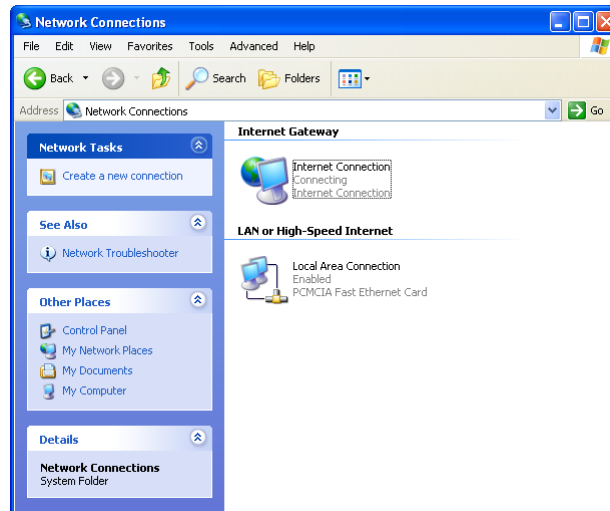 Network Connections
File Edit View Favorites Tools Advanced Help
Back Search Folders
Address Network Connections Go
Network Tasks
Create a new connection
See Also
Network Troubleshooter
Other Places
Control Panel
My Network Places
My Documents
My Computer
Details
Network Connections
System Folder
Internet Gateway
Internet Connection
Connecting
Internet Connection
LAN or High-Speed Internet
Local Area Connection
Enabled
PCMCIA Fast Ethernet Card